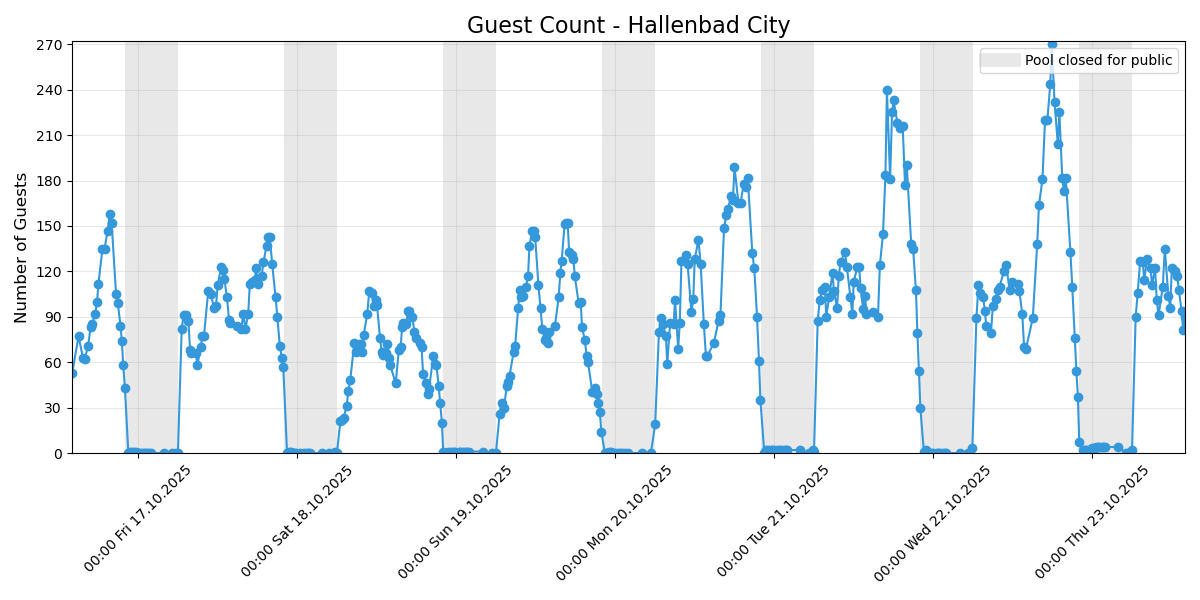 Guest Count - Hallenbad City
Pool closed for public
Number of Guests
270
240
210
180
150
120
90
60
30
0
00:00 Fri 17.10.2025
00:00 Sat 18.10.2025
00:00 Sun 19.10.2025
00:00 Mon 20.10.2025
00:00 Tue 21.10.2025
00:00 Wed 22.10.2025
00:00 Thu 23.10.2025